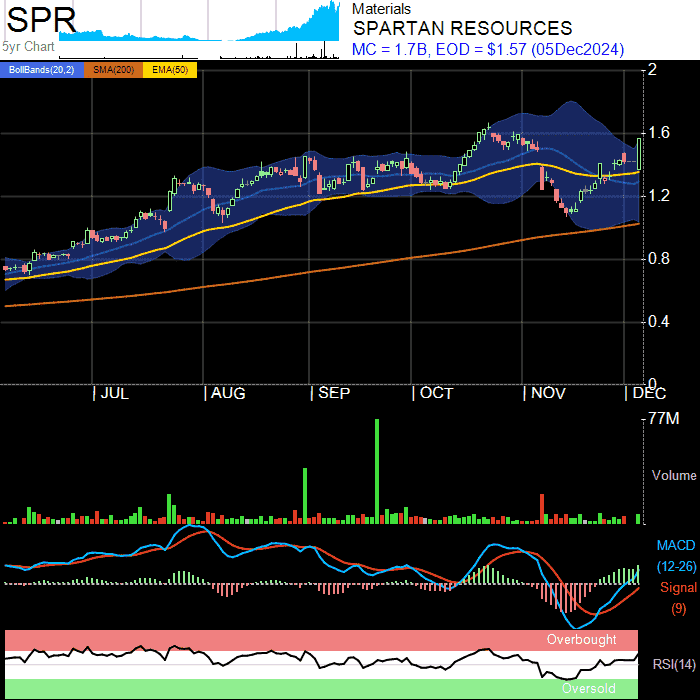 SPR
5yr Chart
Materials
SPARTAN RESOURCES
MC = 1.7B, EOD = $1.57 (05Dec2024)
BollBands(20,2) SMA(200) EMA(50)
2
1.6
1.2
0.8
0.4
0
JUL AUG SEP OCT NOV DEC
77M
Volume
MACD
(12-26)
Signal
(9)
Overbought
RSI(14)
Oversold